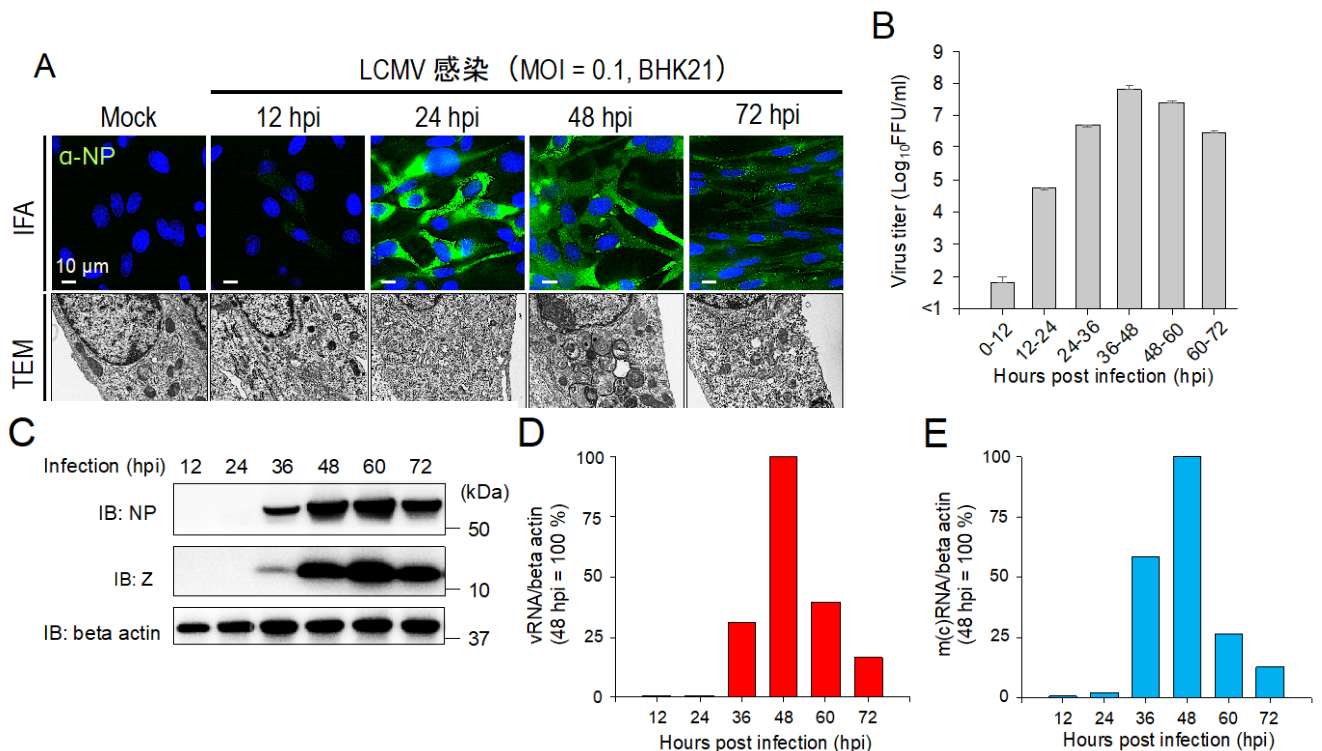 A
LCMV 感染 （MOI = 0.1, BHK21）
Mock 12 hpi 24 hpi 48 hpi 72 hpi
IFA
α-NP
10 µm
TEM
B
Virus titer (Log10FFU/ml)
9
8
7
6
5
4
3
2
<1
0-12 12-24 24-36 36-48 48-60 60-72
Hours post infection (hpi)
C
Infection (hpi) 12 24 36 48 60 72
(kDa)
IB: NP
50
IB: Z
10
IB: beta actin
37
D
vRNA/beta actin
(48 hpi = 100 %)
100
75
50
25
0
12 24 36 48 60 72
Hours post infection (hpi)
E
m(c)RNA/beta actin
(48 hpi = 100 %)
100
75
50
25
0
12 24 36 48 60 72
Hours post infection (hpi)